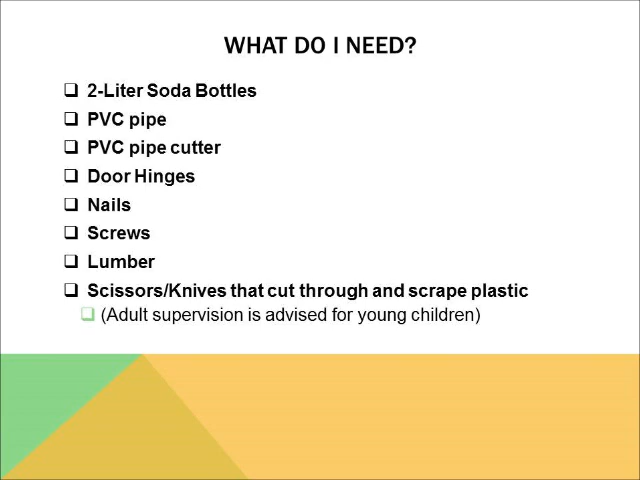 WHAT DO I NEED?
2-Liter Soda Bottles
PVC pipe
PVC pipe cutter
Door Hinges
Nails
Screws
Lumber
Scissors/Knives that cut through and scrape plastic
(Adult supervision is advised for young children)